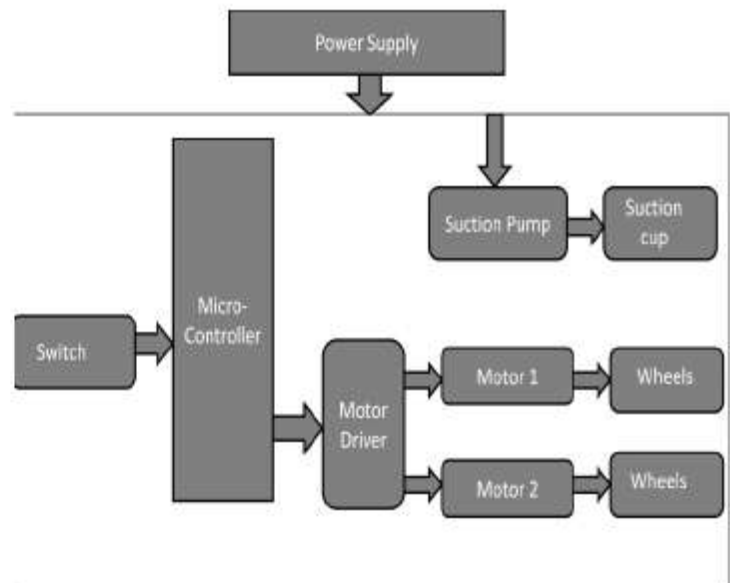 Power Supply
Suction Pump
Suction
cup
Micro-
Controller
Switch
Motor
Driver
Motor 1
Wheels
Motor 2
Wheels